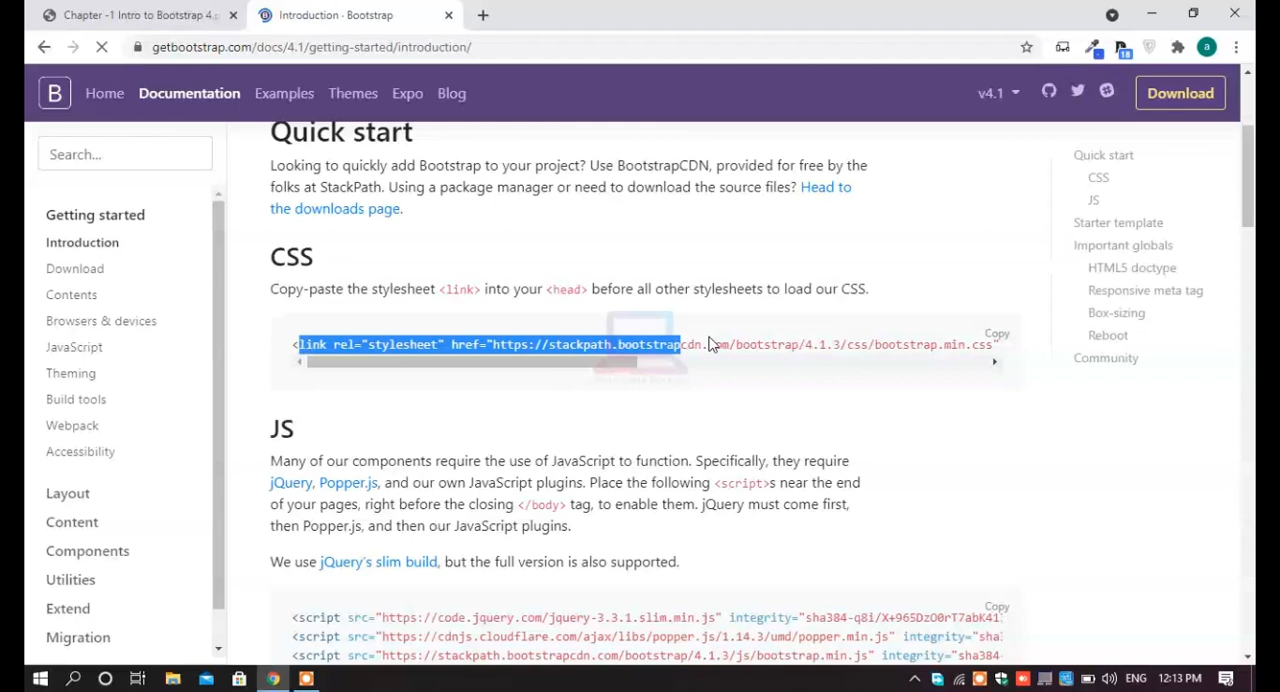 Chapter -1 Intro to Bootstrap 4.
Introduction · Bootstrap
getbootstrap.com/docs/4.1/getting-started/introduction/
18
a
B
Home
Documentation
Examples
Themes
Expo
Blog
v4.1
Download
Search...
Getting started
Introduction
Download
Contents
Browsers & devices
JavaScript
Theming
Build tools
Webpack
Accessibility
Layout
Content
Components
Utilities
Extend
Migration
Quick start
Looking to quickly add Bootstrap to your project? Use BootstrapCDN, provided for free by the
folks at StackPath. Using a package manager or need to download the source files? Head to
the downloads page.
CSS
Copy-paste the stylesheet <link> into your <head> before all other stylesheets to load our CSS.
Copy
<link rel="stylesheet" href="https://stackpath.bootstrapcdn.com/bootstrap/4.1.3/css/bootstrap.min.css"
JS
Many of our components require the use of JavaScript to function. Specifically, they require
jQuery, Popper.js, and our own JavaScript plugins. Place the following <script>s near the end
of your pages, right before the closing </body> tag, to enable them. jQuery must come first,
then Popper.js, and then our JavaScript plugins.
We use jQuery's slim build, but the full version is also supported.
Copy
<script src="https://code.jquery.com/jquery-3.3.1.slim.min.js" integrity="sha384-q8i/X+965DzO0rT7abK41
<script src="https://cdnjs.cloudflare.com/ajax/libs/popper.js/1.14.3/umd/popper.min.js" integrity="sha
<script src="https://stackpath.bootstrapcdn.com/bootstrap/4.1.3/js/bootstrap.min.js" integrity="sha384-
Quick start
CSS
JS
Starter template
Important globals
HTML5 doctype
Responsive meta tag
Box-sizing
Reboot
Community
ENG
12:13 PM